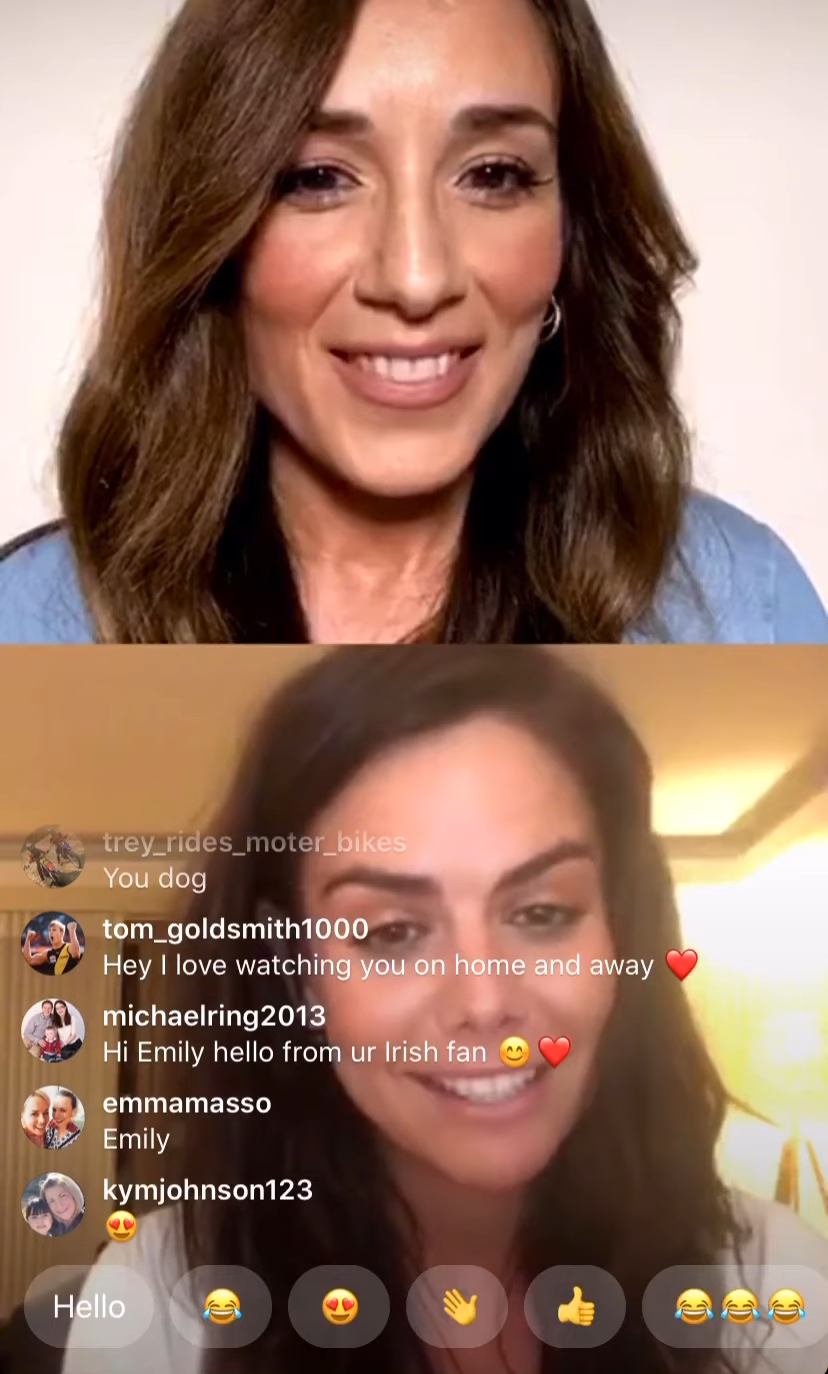 trey_rides_moter_bikes
You dog
tom_goldsmith1000
Hey I love watching you on home and away ❤️
michaelring2013
Hi Emily hello from ur Irish fan 😊❤️
emmamasso
Emily
kymjohnson123
😍
Hello 😂 😍 👋 👍 😂😂😂